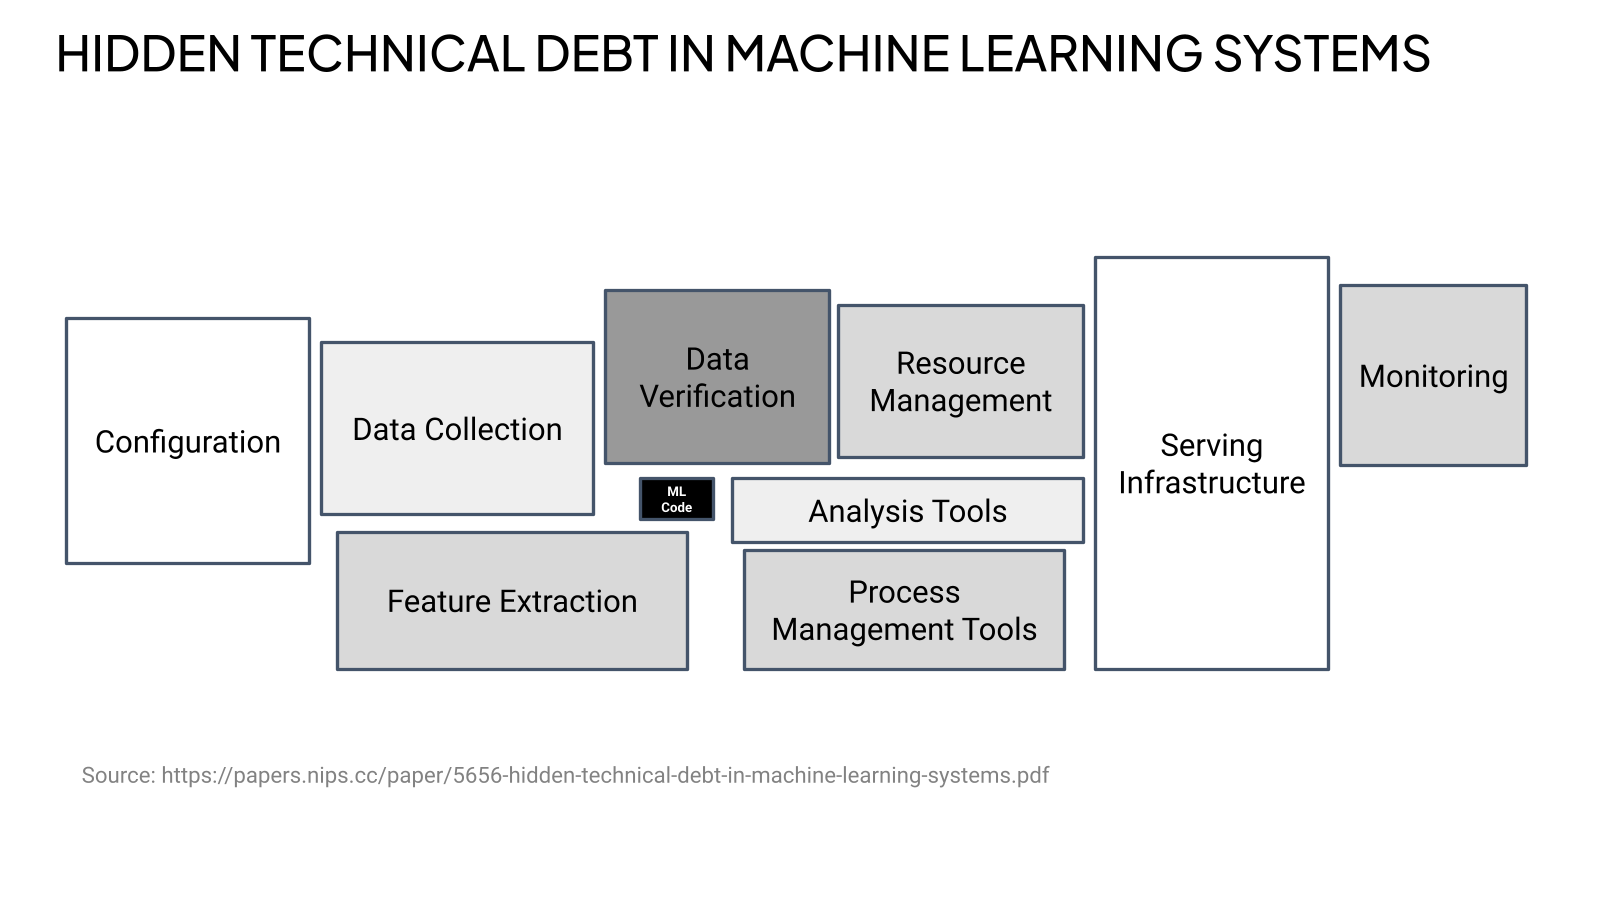 HIDDEN TECHNICAL DEBT IN MACHINE LEARNING SYSTEMS
Configuration
Data Collection
Feature Extraction
Data
Verification
ML
Code
Resource
Management
Analysis Tools
Process
Management Tools
Serving
Infrastructure
Monitoring
Source: https://papers.nips.cc/paper/5656-hidden-technical-debt-in-machine-learning-systems.pdf